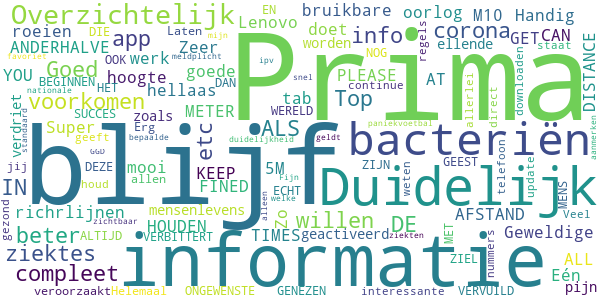 Overzichtelijk EN bruikbare oorlog M10 Handig
roeien DIE app Laten Lenovo doet corona GET CAN
ANDERHALVE OOK werk Zeer mijn info worden NOG regels ellende staat
favoriet meldplicht ipv snel
YOU Goed BEGINNEN HET DAN hoogte goede Prima PLEASE AT allerlei direct downloaden DISTANCE
nationale hellaas tab continue
verdriet voorkomen SUCCES METER WERELD Top paniekvoetbal aanmerken
standaard Super zoals Erg bepaalde etc ALS duidelijkheid geldt bacteriën
jij geeft GGD 5M ZIJN GEEST telefoon update
IN DEZE mooi KEEP ECHT Fijn weten MENS
gezond houd allen FINED alleen welke Duidelijk
blijf
richrlijnen mensenlevens Zo willen DE AFSTAND Veel
beter ALTIJD HOUDEN zichtbaar TIMES geactiveerd ziekten MET nummers Geweldige
ziektes VERBITTERT informatie ZIEL ALL
compleet Eén
veroorzaakt Helemaal ONGEWENSTE GENEZEN interessante VERVUILD pijn